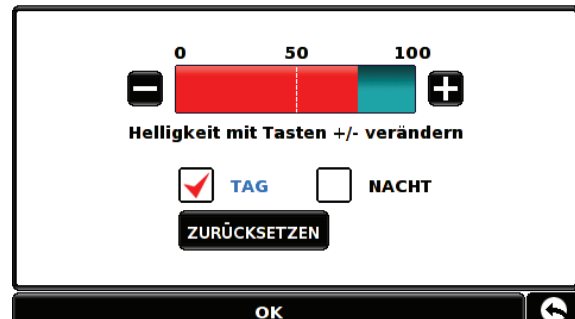 0 50 100
Helligkeit mit Tasten +/- verändern
TAG NACHT
ZURÜCKSETZEN
OK